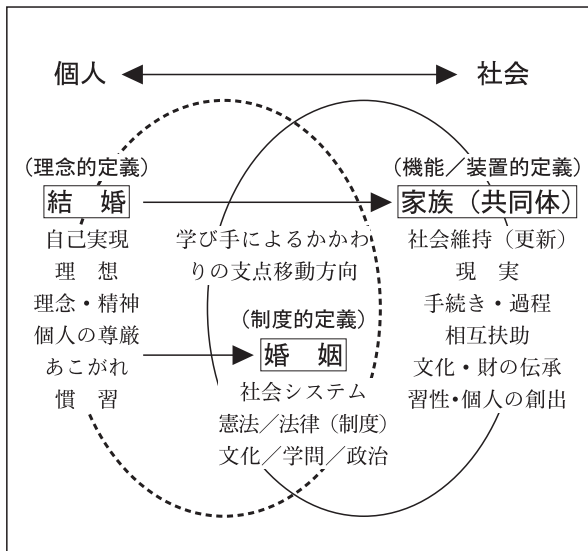 個人 社会
(理念的定義)
結 婚
自己実現
理 想
理念・精神
個人の尊厳
あこがれ
慣 習
学び手によるかかわ
りの支点移動方向
(制度的定義)
婚 姻
社会システム
憲法/法律(制度)
文化/学問/政治
(機能/装置的定義)
家族(共同体)
社会維持(更新)
現 実
手続き・過程
相互扶助
文化・財の伝承
習性・個人の創出